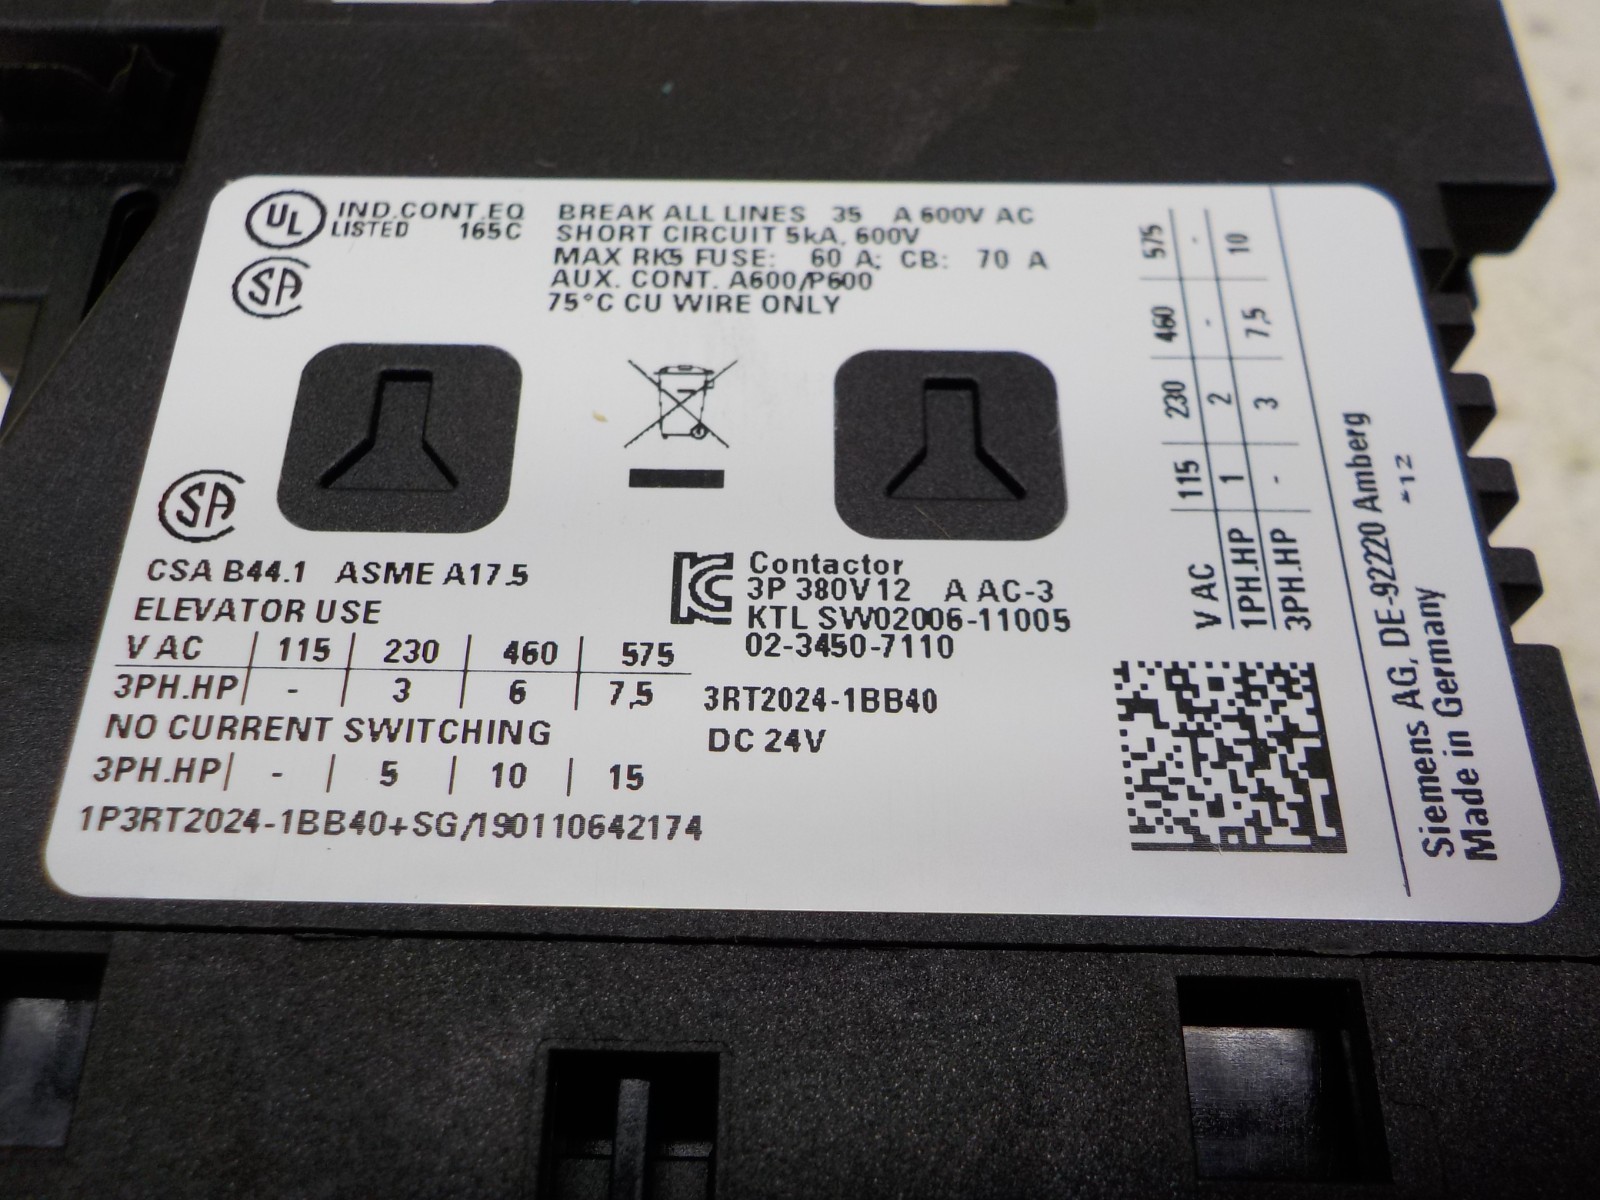 UL IND.CONT.EQ
LISTED 165C
SA
BREAK ALL LINES 35 A 600V AC
SHORT CIRCUIT 5kA, 600V
MAX RK5 FUSE: 60 A; CB: 70 A
AUX. CONT. A600/P600
75°C CU WIRE ONLY
SA
CSA B44.1 ASME A17.5
ELEVATOR USE
V AC | 115 | 230 | 460 | 575
3PH.HP | - | 3 | 6 | 7,5
NO CURRENT SWITCHING
3PH.HP | - | 5 | 10 | 15
1P3RT2024-1BB40+SG/190110642174
Contactor
3P 380V 12 A AC-3
KTL SW02006-11005
02-3450-7110
3RT2024-1BB40
DC 24V
V AC | 115 | 230 | 460 | 575
1PH.HP | 1 | 2 | - | -
3PH.HP | - | 3 | 7,5 | 10
Siemens AG, DE-92220 Amberg
Made in Germany -12